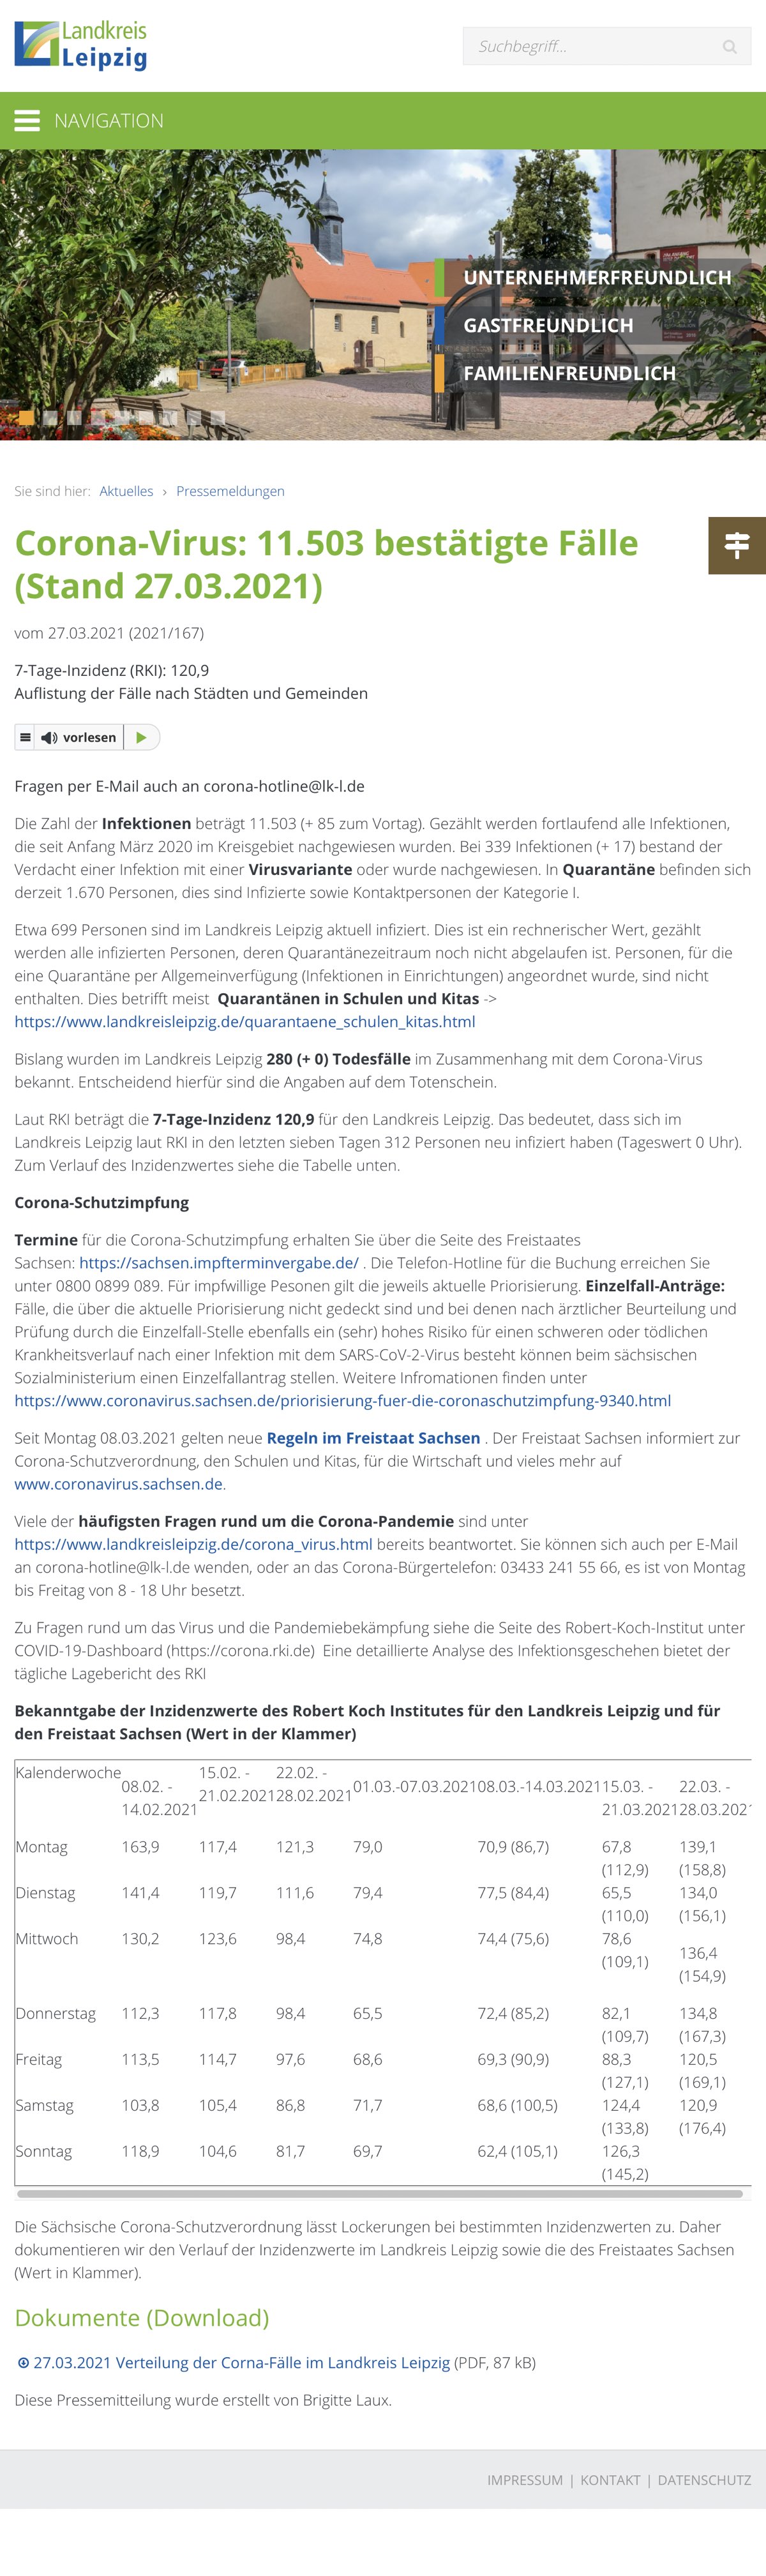 Landkreis
Leipzig
Suchbegriff...
NAVIGATION
UNTERNEHMERFREUNDLICH
GASTFREUNDLICH
FAMILIENFREUNDLICH
Sie sind hier: Aktuelles › Pressemeldungen
Corona-Virus: 11.503 bestätigte Fälle
(Stand 27.03.2021)
vom 27.03.2021 (2021/167)
7-Tage-Inzidenz (RKI): 120,9
Auflistung der Fälle nach Städten und Gemeinden
vorlesen
Fragen per E-Mail auch an corona-hotline@lk-l.de
Die Zahl der Infektionen beträgt 11.503 (+ 85 zum Vortag). Gezählt werden fortlaufend alle Infektionen,
die seit Anfang März 2020 im Kreisgebiet nachgewiesen wurden. Bei 339 Infektionen (+ 17) bestand der
Verdacht einer Infektion mit einer Virusvariante oder wurde nachgewiesen. In Quarantäne befinden sich
derzeit 1.670 Personen, dies sind Infizierte sowie Kontaktpersonen der Kategorie I.
Etwa 699 Personen sind im Landkreis Leipzig aktuell infiziert. Dies ist ein rechnerischer Wert, gezählt
werden alle infizierten Personen, deren Quarantänezeitraum noch nicht abgelaufen ist. Personen, für die
eine Quarantäne per Allgemeinverfügung (Infektionen in Einrichtungen) angeordnet wurde, sind nicht
enthalten. Dies betrifft meist Quarantänen in Schulen und Kitas ->
https://www.landkreisleipzig.de/quarantaene_schulen_kitas.html
Bislang wurden im Landkreis Leipzig 280 (+ 0) Todesfälle im Zusammenhang mit dem Corona-Virus
bekannt. Entscheidend hierfür sind die Angaben auf dem Totenschein.
Laut RKI beträgt die 7-Tage-Inzidenz 120,9 für den Landkreis Leipzig. Das bedeutet, dass sich im
Landkreis Leipzig laut RKI in den letzten sieben Tagen 312 Personen neu infiziert haben (Tageswert 0 Uhr).
Zum Verlauf des Inzidenzwertes siehe die Tabelle unten.
Corona-Schutzimpfung
Termine für die Corona-Schutzimpfung erhalten Sie über die Seite des Freistaates
Sachsen: https://sachsen.impfterminvergabe.de/ . Die Telefon-Hotline für die Buchung erreichen Sie
unter 0800 0899 089. Für impfwillige Pesonen gilt die jeweils aktuelle Priorisierung. Einzelfall-Anträge:
Fälle, die über die aktuelle Priorisierung nicht gedeckt sind und bei denen nach ärztlicher Beurteilung und
Prüfung durch die Einzelfall-Stelle ebenfalls ein (sehr) hohes Risiko für einen schweren oder tödlichen
Krankheitsverlauf nach einer Infektion mit dem SARS-CoV-2-Virus besteht können beim sächsischen
Sozialministerium einen Einzelfallantrag stellen. Weitere Infromationen finden unter
https://www.coronavirus.sachsen.de/priorisierung-fuer-die-coronaschutzimpfung-9340.html
Seit Montag 08.03.2021 gelten neue Regeln im Freistaat Sachsen . Der Freistaat Sachsen informiert zur
Corona-Schutzverordnung, den Schulen und Kitas, für die Wirtschaft und vieles mehr auf
www.coronavirus.sachsen.de.
Viele der häufigsten Fragen rund um die Corona-Pandemie sind unter
https://www.landkreisleipzig.de/corona_virus.html bereits beantwortet. Sie können sich auch per E-Mail
an corona-hotline@lk-l.de wenden, oder an das Corona-Bürgertelefon: 03433 241 55 66, es ist von Montag
bis Freitag von 8 - 18 Uhr besetzt.
Zu Fragen rund um das Virus und die Pandemiebekämpfung siehe die Seite des Robert-Koch-Institut unter
COVID-19-Dashboard (https://corona.rki.de) Eine detaillierte Analyse des Infektionsgeschehen bietet der
tägliche Lagebericht des RKI
Bekanntgabe der Inzidenzwerte des Robert Koch Institutes für den Landkreis Leipzig und für
den Freistaat Sachsen (Wert in der Klammer)
Kalenderwoche 08.02. - 14.02.2021 15.02. - 21.02.2021 22.02. - 28.02.2021 01.03.-07.03.2021 08.03.-14.03.2021 15.03. - 21.03.2021 22.03. - 28.03.2021
Montag 163,9 117,4 121,3 79,0 70,9 (86,7) 67,8 (112,9) 139,1 (158,8)
Dienstag 141,4 119,7 111,6 79,4 77,5 (84,4) 65,5 (110,0) 134,0 (156,1)
Mittwoch 130,2 123,6 98,4 74,8 74,4 (75,6) 78,6 (109,1) 136,4 (154,9)
Donnerstag 112,3 117,8 98,4 65,5 72,4 (85,2) 82,1 (109,7) 134,8 (167,3)
Freitag 113,5 114,7 97,6 68,6 69,3 (90,9) 88,3 (127,1) 120,5 (169,1)
Samstag 103,8 105,4 86,8 71,7 68,6 (100,5) 124,4 (133,8) 120,9 (176,4)
Sonntag 118,9 104,6 81,7 69,7 62,4 (105,1) 126,3 (145,2)
Die Sächsische Corona-Schutzverordnung lässt Lockerungen bei bestimmten Inzidenzwerten zu. Daher
dokumentieren wir den Verlauf der Inzidenzwerte im Landkreis Leipzig sowie die des Freistaates Sachsen
(Wert in Klammer).
Dokumente (Download)
27.03.2021 Verteilung der Corna-Fälle im Landkreis Leipzig (PDF, 87 kB)
Diese Pressemitteilung wurde erstellt von Brigitte Laux.
IMPRESSUM | KONTAKT | DATENSCHUTZ